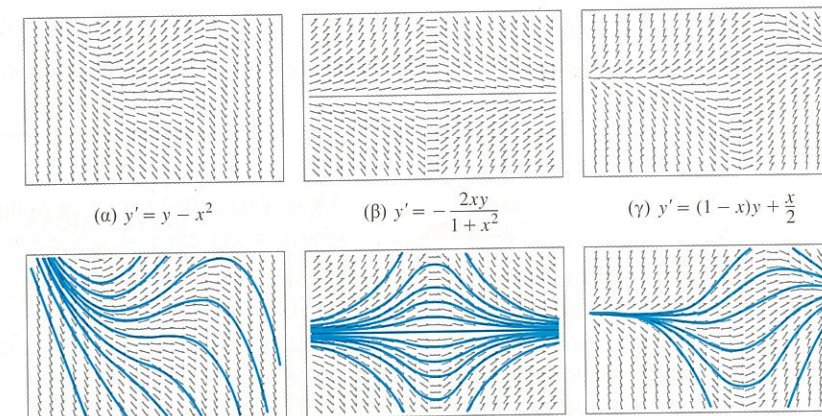 (α) y' = y − x²
(β) y' = − 2xy / 1 + x²
(γ) y' = (1 − x)y + x/2